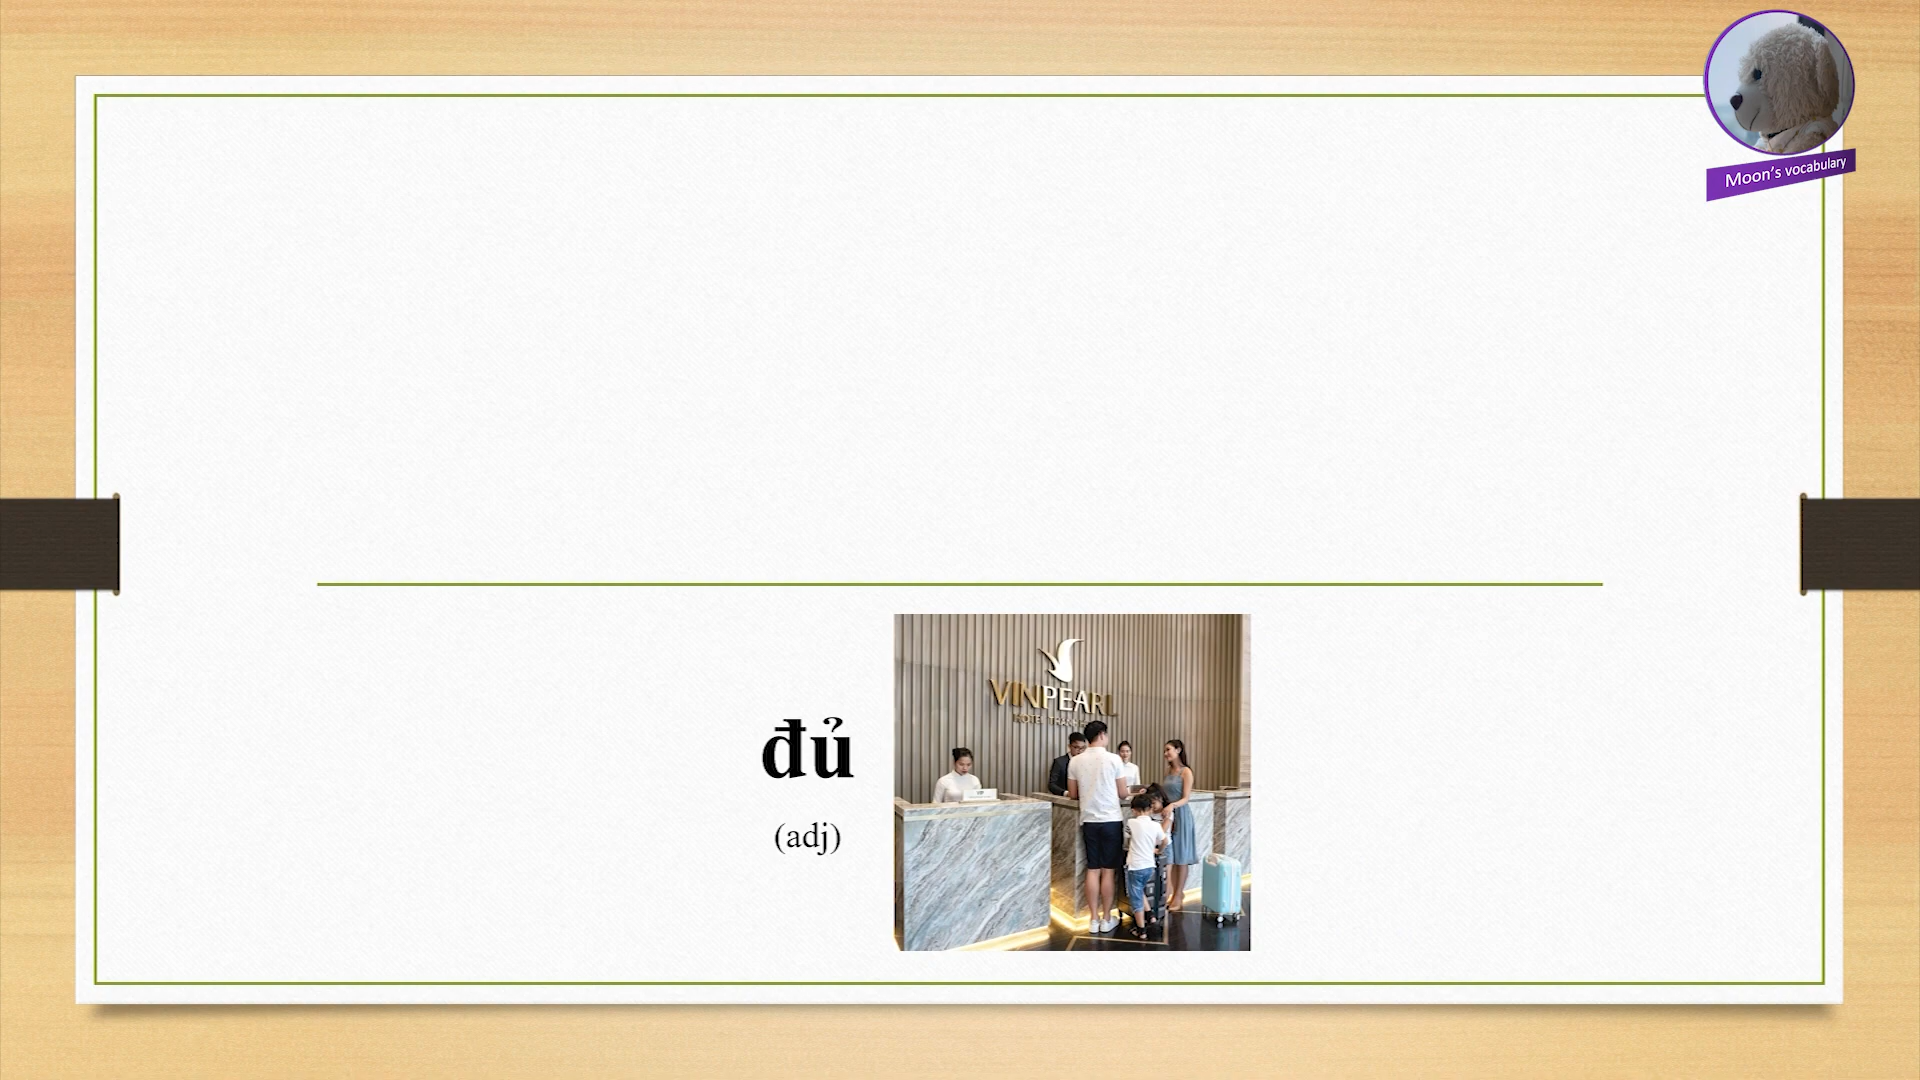 Moon's vocabulary
VINPEARL
đủ
(adj)